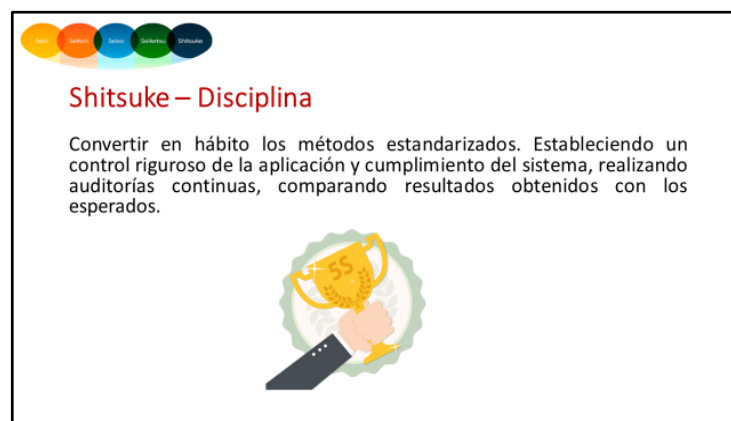 Seiri Seiton Seiso Seiketsu Shitsuke
Shitsuke – Disciplina
Convertir en hábito los métodos estandarizados. Estableciendo un
control riguroso de la aplicación y cumplimiento del sistema, realizando
auditorías continuas, comparando resultados obtenidos con los
esperados.
5S